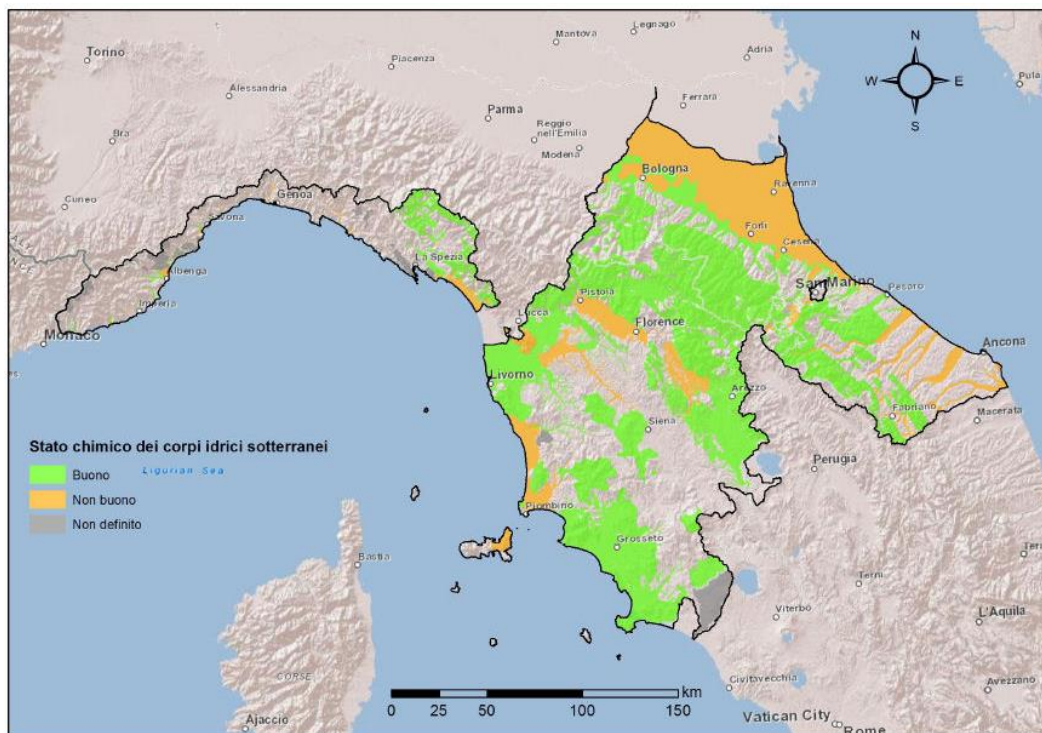 Legnago
Mantova
Torino
Adria
Piacenza
N
W
E
S
Pula
Alessandria
Ferrara
Parma
Reggio
nell'Emilia
Modena
Bra
Bologna
Ravenna
Cuneo
Genoa
Savona
Forlì
Cesena
La Spezia
Albenga
San Marino
Pesaro
Imperia
Pistoia
Lucca
Florence
Monaco
Ancona
Livorno
Arezzo
Fabriano
Macerata
Siena
Stato chimico dei corpi idrici sotterranei
Ligurian Sea
Buono
Non buono
Non definito
Perugia
Piombino
Grosseto
Bastia
Terni
Viterbo
L'Aquila
CORSE
Civitavecchia
Avezzano
km
0 25 50 100 150
Ajaccio
Vatican City
Rome